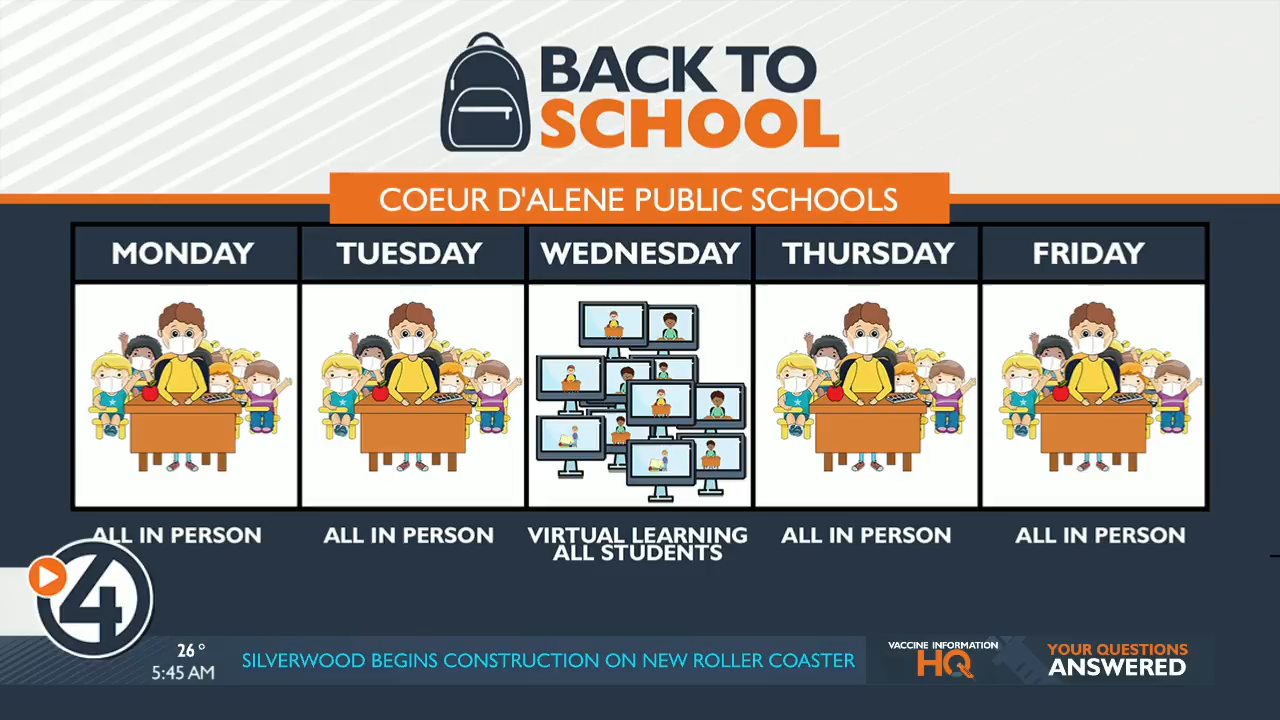 BACK TO
SCHOOL
COEUR D'ALENE PUBLIC SCHOOLS
MONDAY
TUESDAY
WEDNESDAY
THURSDAY
FRIDAY
ALL IN PERSON
ALL IN PERSON
VIRTUAL LEARNING
ALL STUDENTS
ALL IN PERSON
ALL IN PERSON
4
26°
5:45 AM
SILVERWOOD BEGINS CONSTRUCTION ON NEW ROLLER COASTER
VACCINE INFORMATION
HQ
YOUR QUESTIONS
ANSWERED